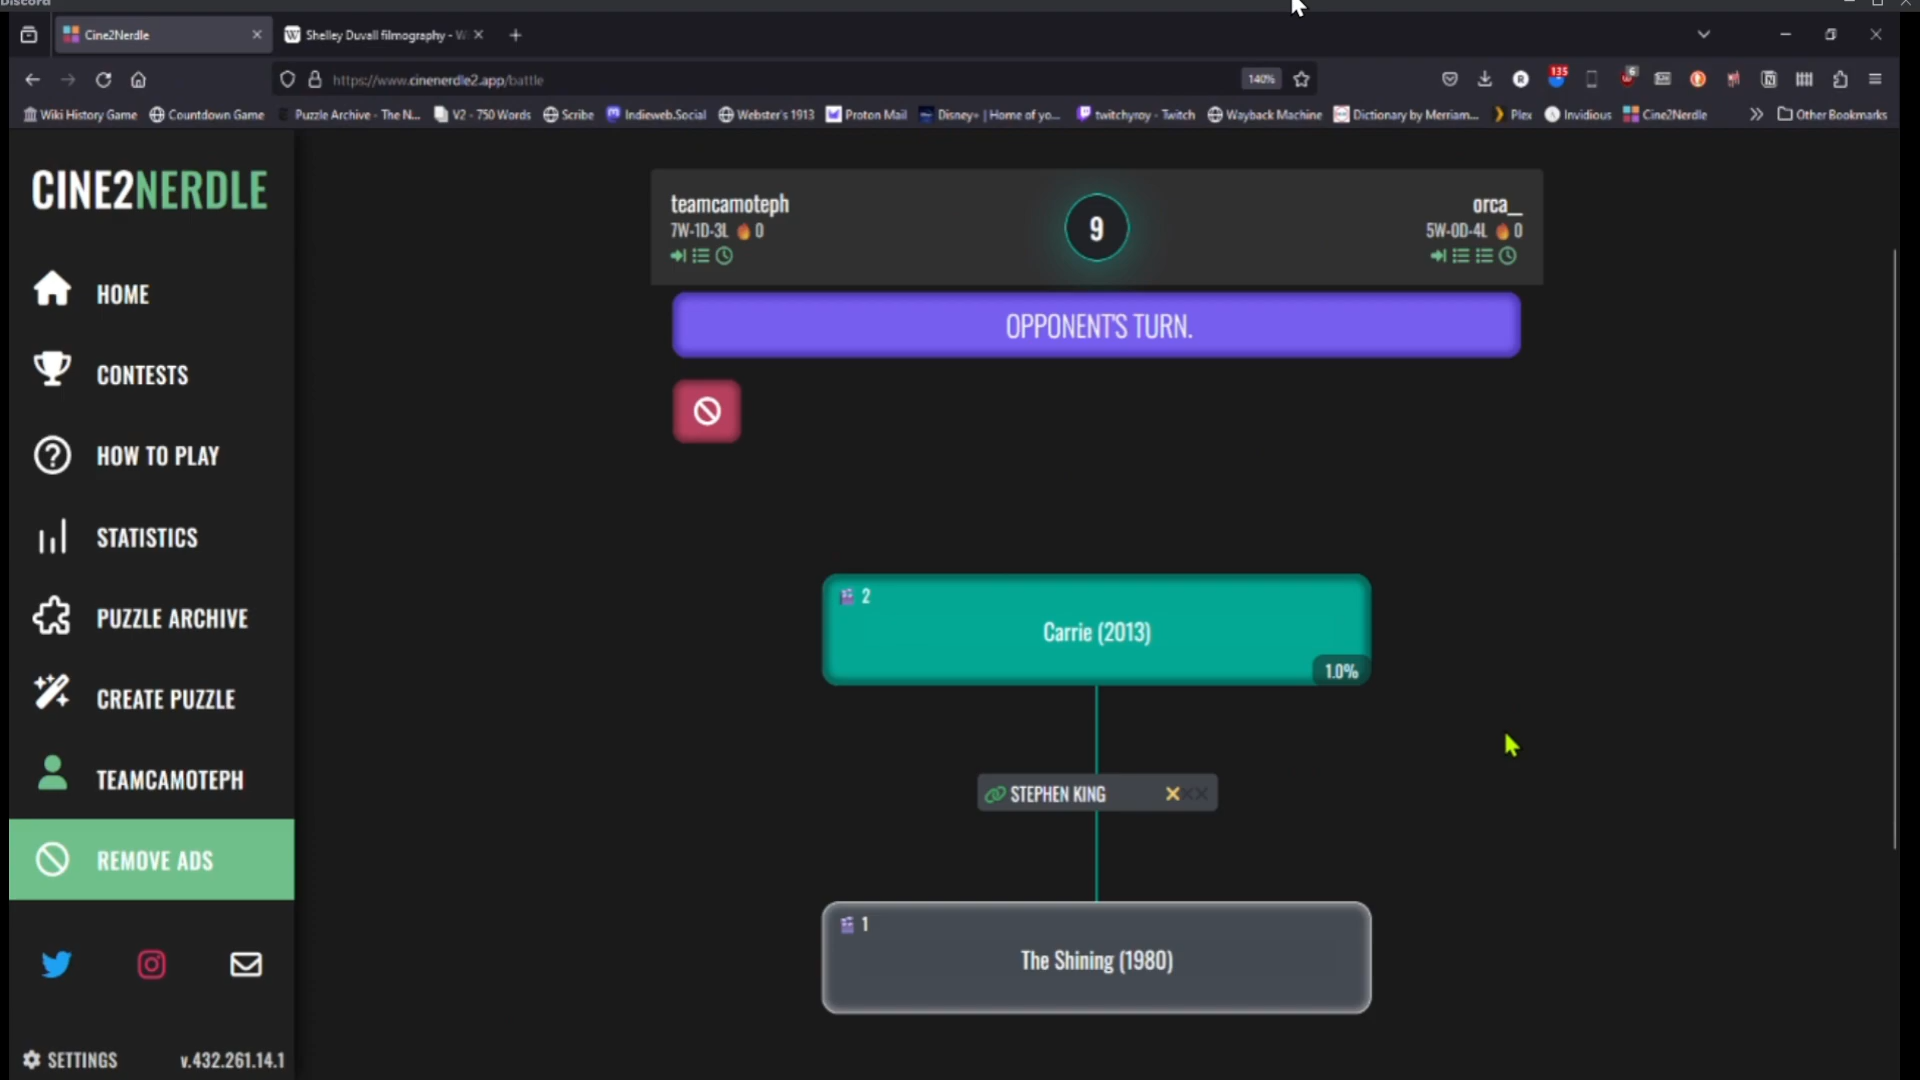 Discord
Cine2Nerdle
Shelley Duvall filmography - W
https://www.cinenerdle2.app/battle
140%
135
6
Wiki History Game
Countdown Game
Puzzle Archive - The N...
V2 - 750 Words
Scribe
Indieweb.Social
Webster's 1913
Proton Mail
Disney+ | Home of yo...
twitchyroy - Twitch
Wayback Machine
Dictionary by Merriam...
Plex
Invidious
Cine2Nerdle
Other Bookmarks
CINE2NERDLE
HOME
CONTESTS
HOW TO PLAY
STATISTICS
PUZZLE ARCHIVE
CREATE PUZZLE
TEAMCAMOTEPH
REMOVE ADS
SETTINGS
v.432.261.14.1
teamcamoteph
7W-1D-3L 0
9
orca_
5W-0D-4L 0
OPPONENT'S TURN.
2
Carrie (2013)
1.0%
STEPHEN KING
1
The Shining (1980)